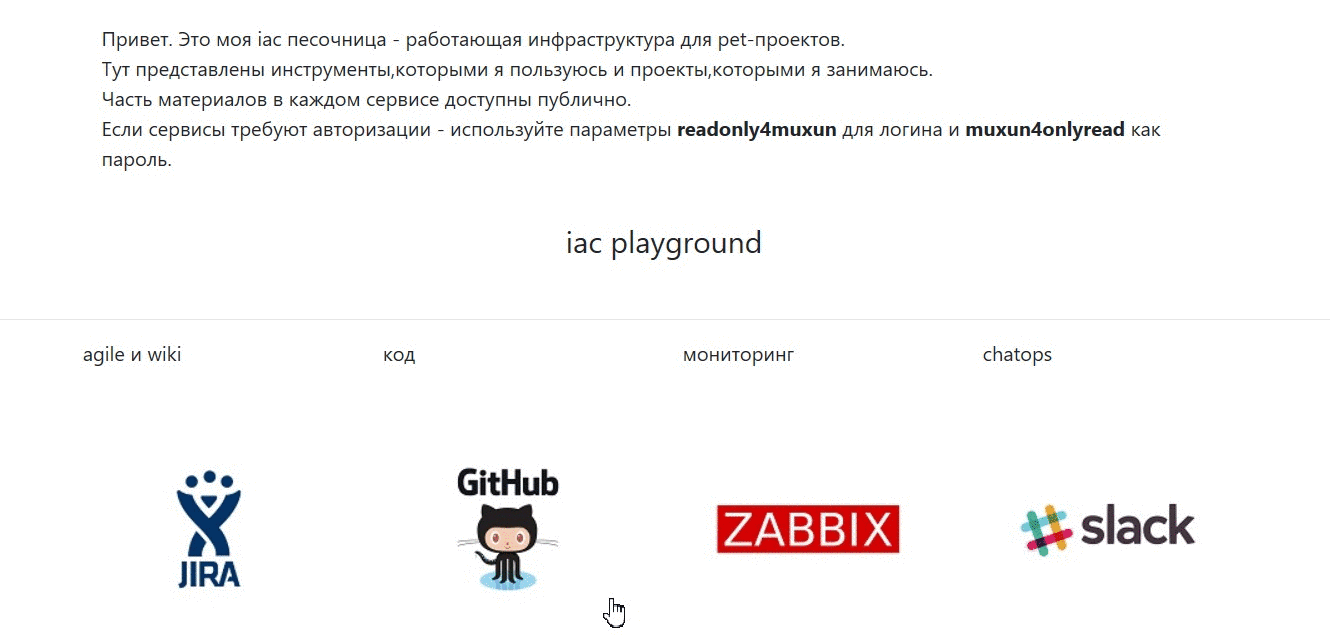 Привет. Это моя iac песочница - работающая инфраструктура для pet-проектов.
Тут представлены инструменты,которыми я пользуюсь и проекты,которыми я занимаюсь.
Часть материалов в каждом сервисе доступны публично.
Если сервисы требуют авторизации - используйте параметры readonly4muxun для логина и muxun4onlyread как
пароль.
iac playground
agile и wiki
код
мониторинг
chatops
JIRA
GitHub
ZABBIX
slack